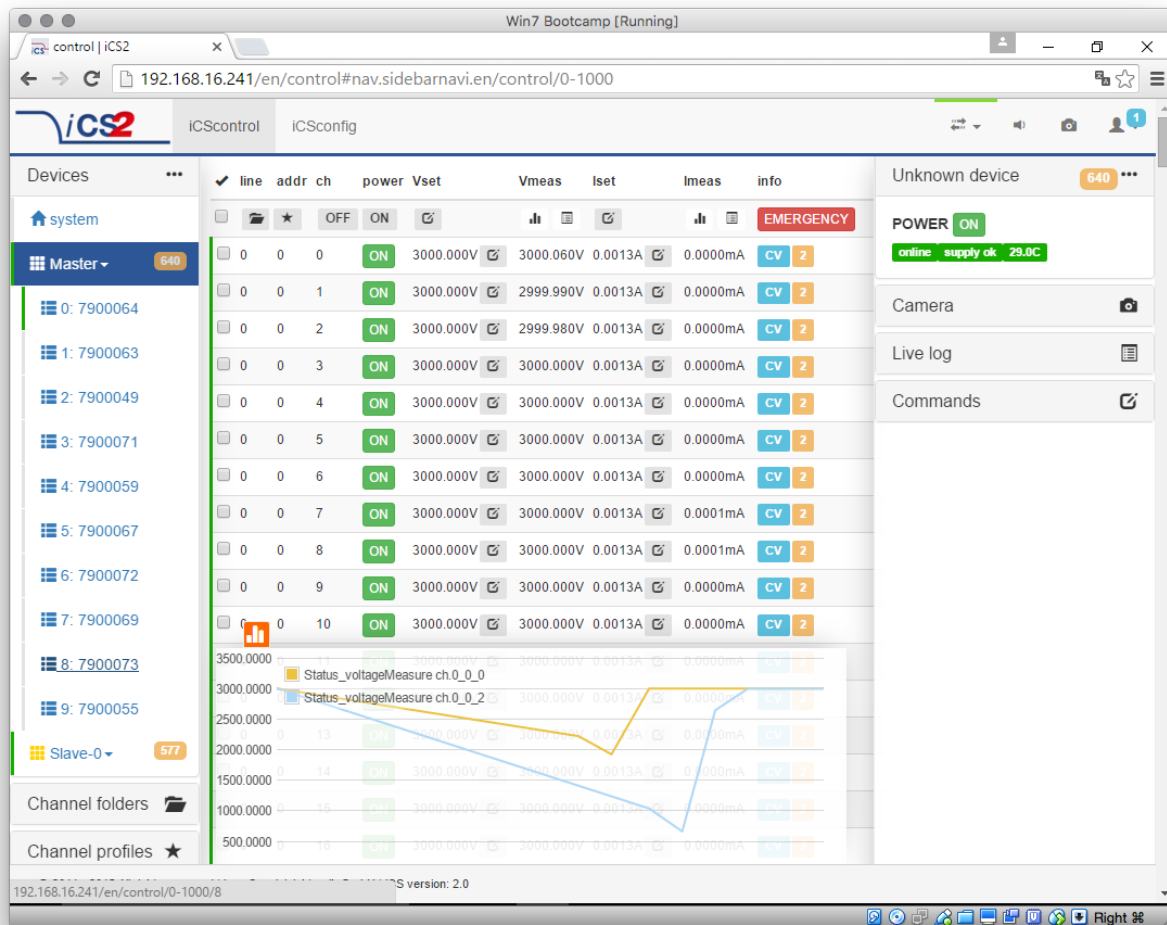 Win7 Bootcamp [Running]
control | iCS2
192.168.16.241/en/control#nav.sidebarnavi.en/control/0-1000
iCS2 iCScontrol iCSconfig 1
Devices
system
Master 640
0: 7900064
1: 7900063
2: 7900049
3: 7900071
4: 7900059
5: 7900067
6: 7900072
7: 7900069
8: 7900073
9: 7900055
Slave-0 577
Channel folders
Channel profiles
line addr ch power Vset Vmeas Iset Imeas info
OFF ON EMERGENCY
0 0 0 ON 3000.000V 3000.060V 0.0013A 0.0000mA CV 2
0 0 1 ON 3000.000V 2999.990V 0.0013A 0.0000mA CV 2
0 0 2 ON 3000.000V 2999.980V 0.0013A 0.0000mA CV 2
0 0 3 ON 3000.000V 3000.000V 0.0013A 0.0000mA CV 2
0 0 4 ON 3000.000V 3000.000V 0.0013A 0.0000mA CV 2
0 0 5 ON 3000.000V 3000.000V 0.0013A 0.0000mA CV 2
0 0 6 ON 3000.000V 3000.000V 0.0013A 0.0000mA CV 2
0 0 7 ON 3000.000V 3000.000V 0.0013A 0.0001mA CV 2
0 0 8 ON 3000.000V 3000.000V 0.0013A 0.0001mA CV 2
0 0 9 ON 3000.000V 3000.000V 0.0013A 0.0000mA CV 2
0 0 10 ON 3000.000V 3000.000V 0.0013A 0.0000mA CV 2
3500.0000
Status_voltageMeasure ch.0_0_0
3000.0000
Status_voltageMeasure ch.0_0_2
2500.0000
2000.0000
1500.0000
1000.0000
500.0000
Unknown device 640
POWER ON
online supply ok 29.0C
Camera
Live log
Commands
192.168.16.241/en/control/0-1000/8
version: 2.0
Right ⌘